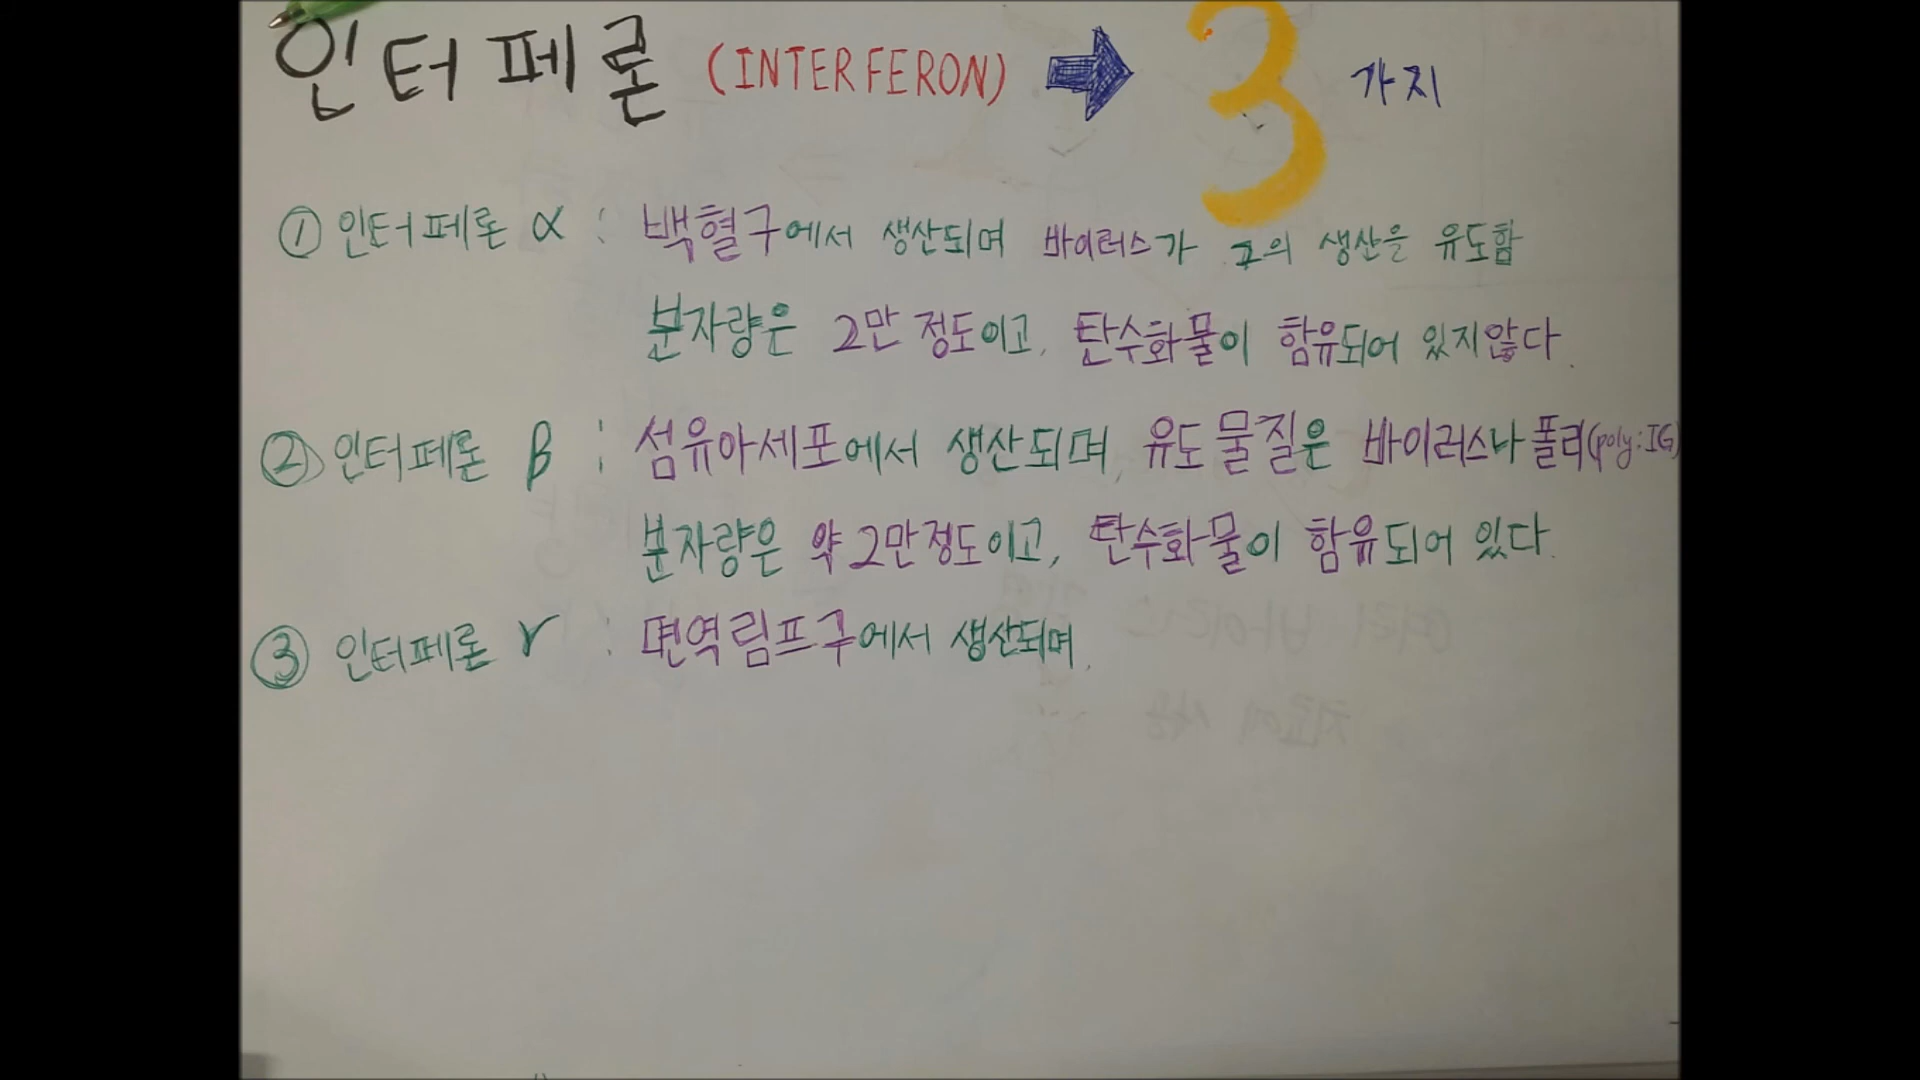 인터페론 (INTERFERON) 3 가지
① 인터페론 α : 백혈구에서 생산되며 바이러스가 그의 생산을 유도함
분자량은 2만 정도이고, 탄수화물이 함유되어 있지않다.
② 인터페론 β : 섬유아세포에서 생산되며, 유도물질은 바이러스나 폴리(poly:IG)
분자량은 약 2만정도이고, 탄수화물이 함유되어 있다.
③ 인터페론 γ : 면역림프구에서 생산되며,